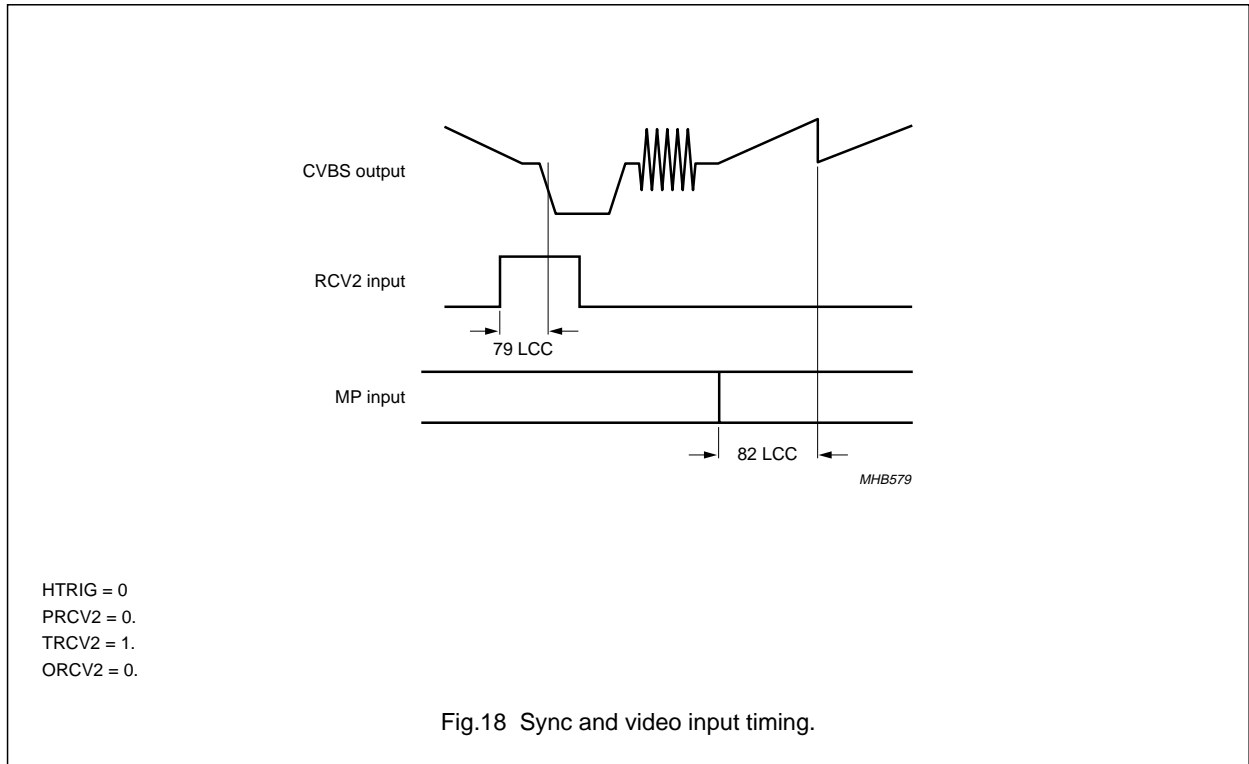 CVBS output
RCV2 input
79 LCC
MP input
82 LCC
MHB579
HTRIG = 0
PRCV2 = 0.
TRCV2 = 1.
ORCV2 = 0.
Fig.18 Sync and video input timing.